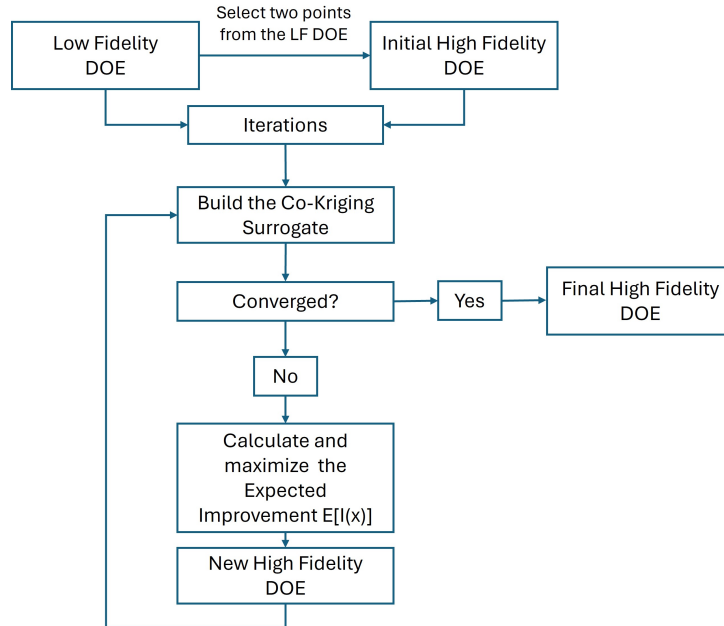 Select two points
from the LF DOE
Low Fidelity
DOE
Initial High Fidelity
DOE
Iterations
Build the Co-Kriging
Surrogate
Converged?
Yes
Final High Fidelity
DOE
No
Calculate and
maximize the
Expected
Improvement E[I(x)]
New High Fidelity
DOE